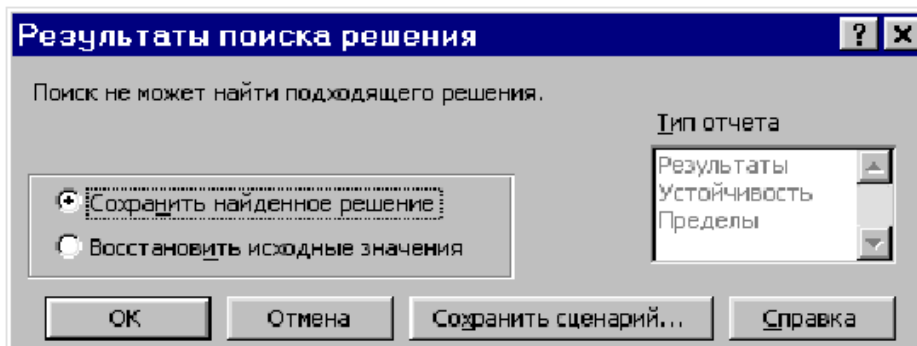 Результаты поиска решения
Поиск не может найти подходящего решения.
Тип отчета
Результаты
Устойчивость
Пределы
Сохранить найденное решение
Восстановить исходные значения
ОК
Отмена
Сохранить сценарий...
Справка